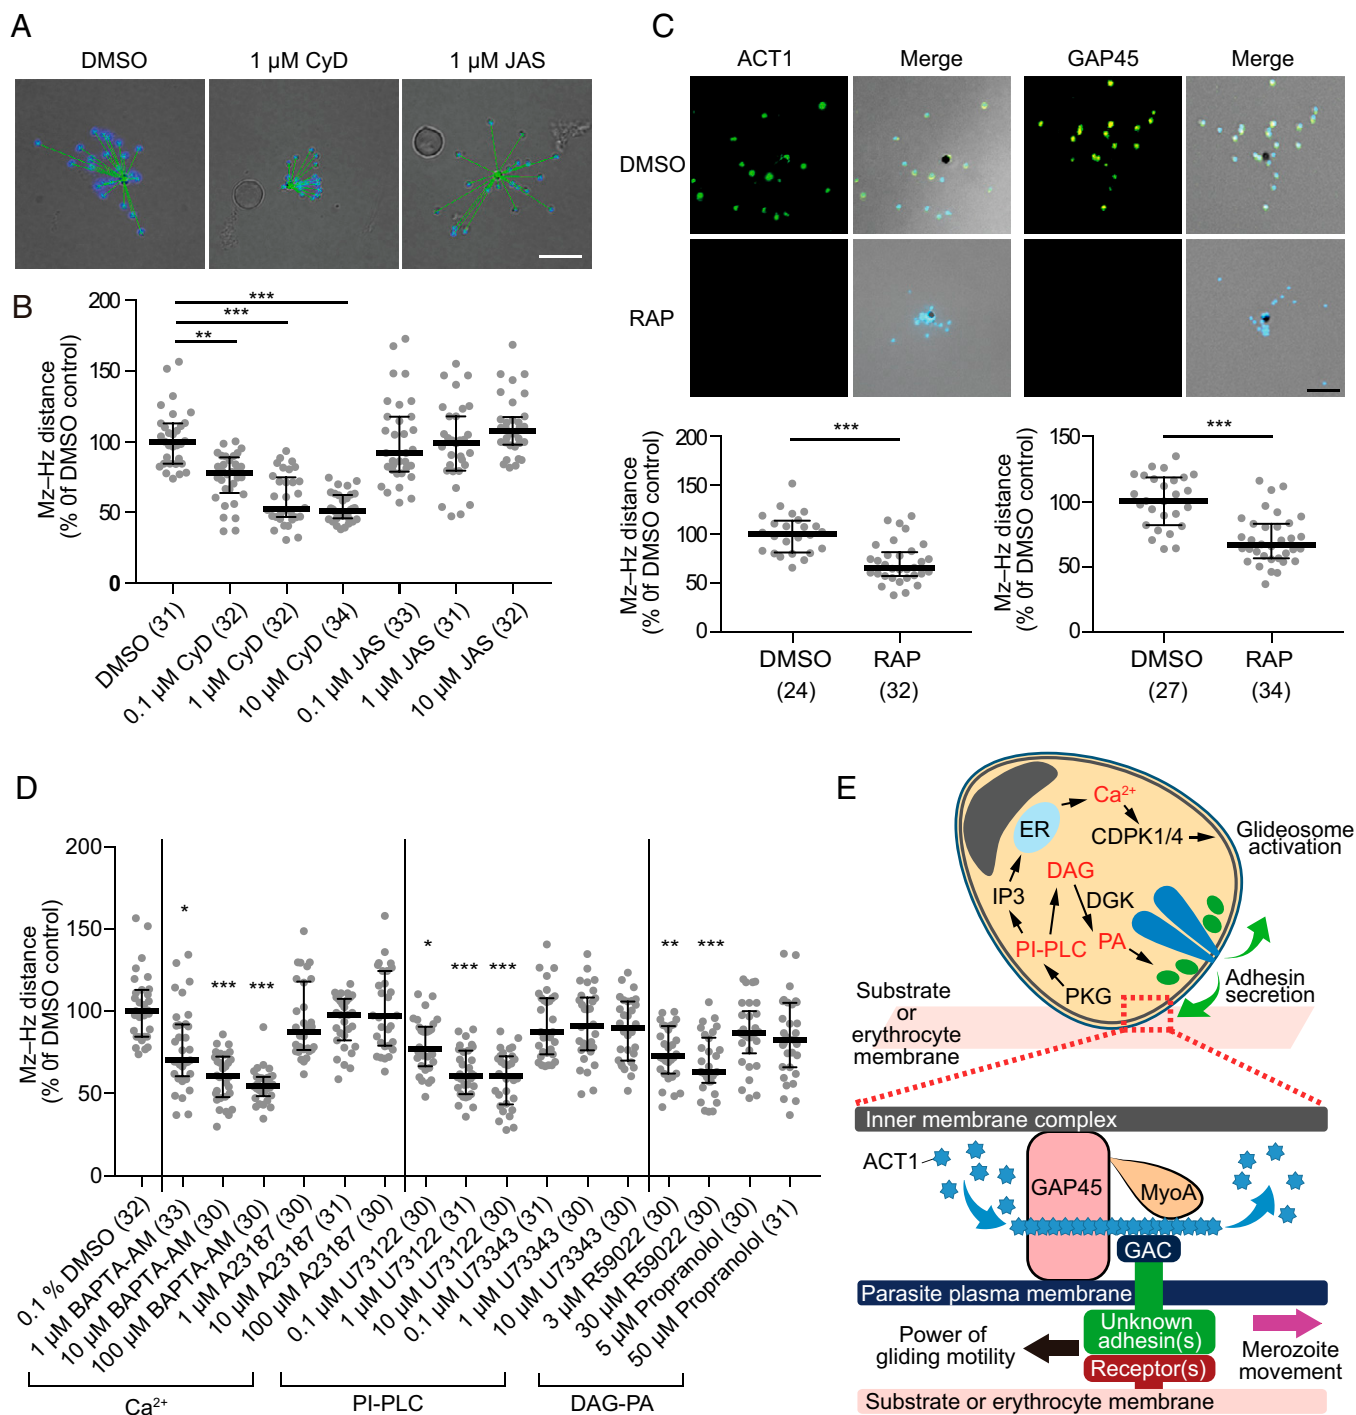 A
DMSO
1 µM CyD
1 µM JAS
B
Mz–Hz distance
(% 0f DMSO control)
200
150
100
50
0
***
***
**
DMSO (31)
0.1 µM CyD (32)
1 µM CyD (32)
10 µM CyD (34)
0.1 µM JAS (33)
1 µM JAS (31)
10 µM JAS (32)
C
ACT1
Merge
GAP45
Merge
DMSO
RAP
Mz–Hz distance
(% 0f DMSO control)
200
150
100
50
0
***
DMSO
(24)
RAP
(32)
Mz–Hz distance
(% 0f DMSO control)
150
100
50
0
***
DMSO
(27)
RAP
(34)
D
Mz–Hz distance
(% 0f DMSO control)
200
150
100
50
0
*
***
***
*
***
***
**
***
0.1 % DMSO (32)
1 µM BAPTA-AM (33)
10 µM BAPTA-AM (30)
100 µM BAPTA-AM (30)
1 µM A23187 (30)
10 µM A23187 (31)
100 µM A23187 (30)
0.1 µM U73122 (30)
1 µM U73122 (31)
10 µM U73122 (30)
0.1 µM U73343 (31)
1 µM U73343 (30)
10 µM U73343 (30)
3 µM R59022 (30)
30 µM R59022 (30)
5 µM Propranolol (30)
50 µM Propranolol (31)
Ca²⁺
PI-PLC
DAG-PA
E
Ca²⁺
ER
CDPK1/4
Glideosome
activation
DAG
IP3
DGK
PI-PLC
PA
PKG
Adhesin
secretion
Substrate
or
erythrocyte
membrane
Inner membrane complex
ACT1
GAP45
MyoA
GAC
Parasite plasma membrane
Unknown
adhesin(s)
Receptor(s)
Power of
gliding motility
Merozoite
movement
Substrate or erythrocyte membrane